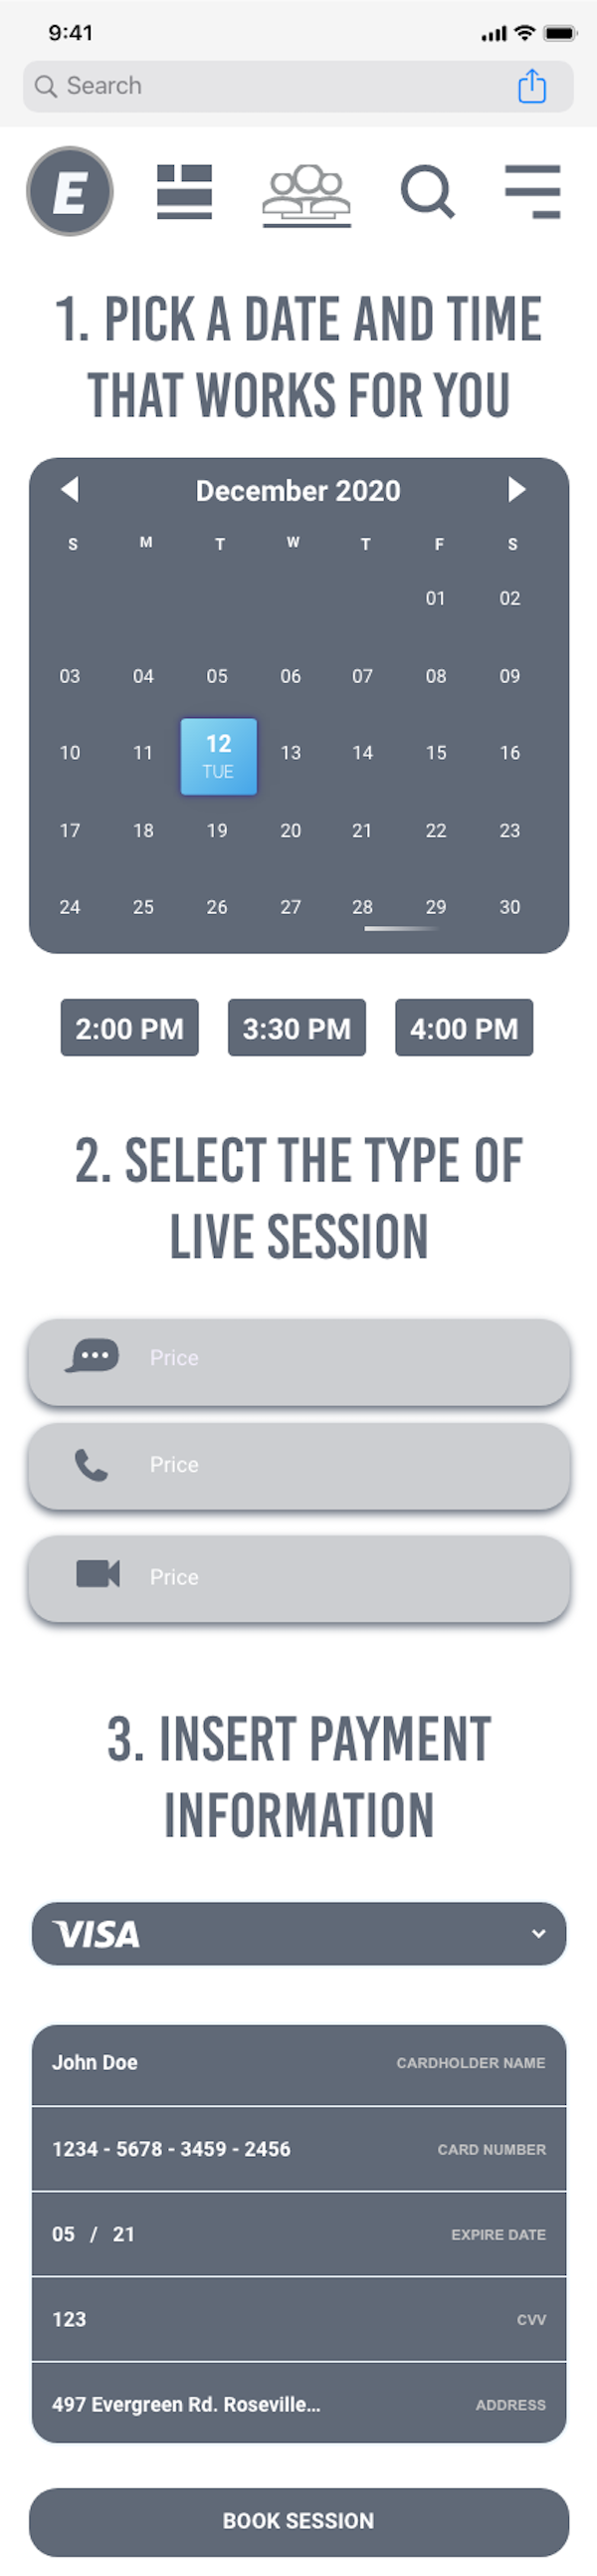 9:41
Search
E
1. PICK A DATE AND TIME
THAT WORKS FOR YOU
December 2020
S M T W T F S
01 02
03 04 05 06 07 08 09
10 11 12 13 14 15 16
TUE
17 18 19 20 21 22 23
24 25 26 27 28 29 30
2:00 PM 3:30 PM 4:00 PM
2. SELECT THE TYPE OF
LIVE SESSION
Price
Price
Price
3. INSERT PAYMENT
INFORMATION
VISA
John Doe CARDHOLDER NAME
1234 - 5678 - 3459 - 2456 CARD NUMBER
05 / 21 EXPIRE DATE
123 CVV
497 Evergreen Rd. Roseville... ADDRESS
BOOK SESSION